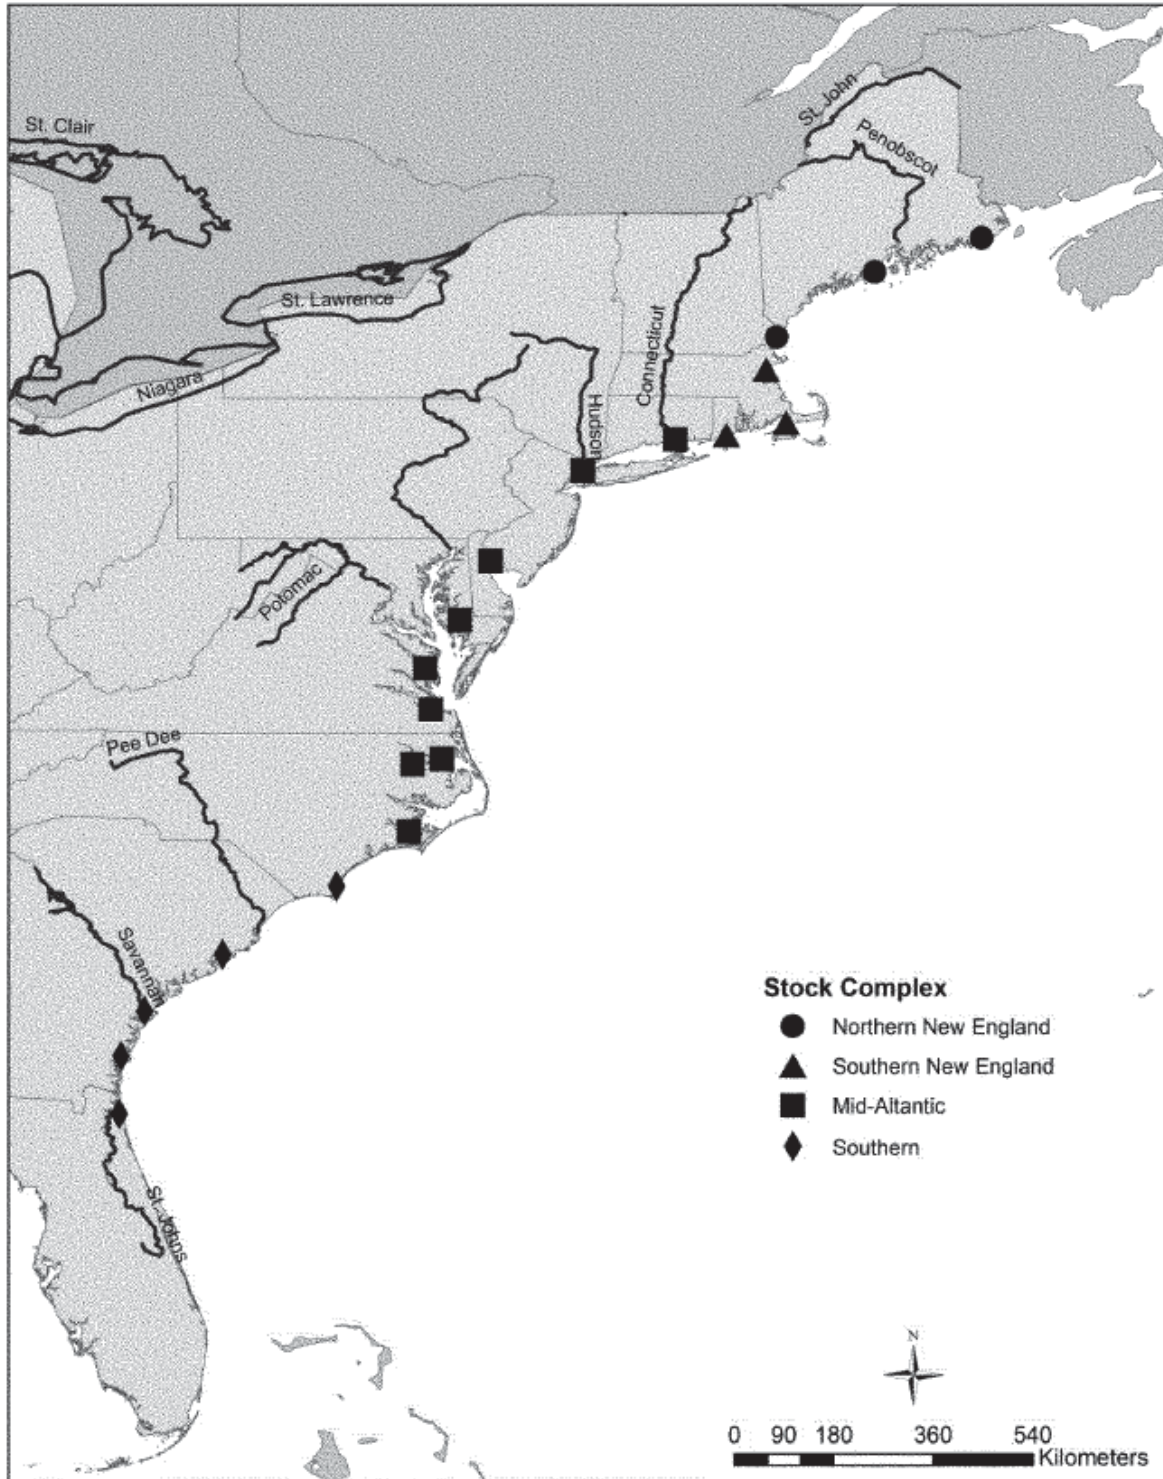 St. John
St. Clair
Penobscot
St. Lawrence
Connecticut
Niagara
Hudson
Potomac
Pee Dee
Savannah
Stock Complex
Northern New England
Southern New England
Mid-Altantic
Southern
St. Johns
N
0 90 180 360 540
Kilometers